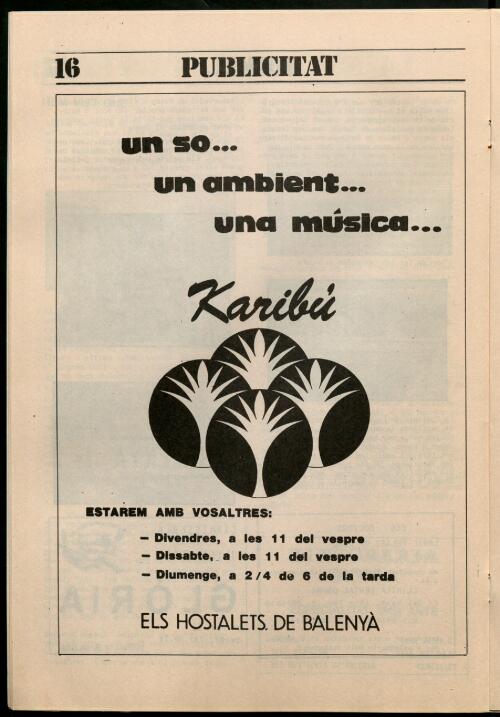 16 PUBLICITAT
un so...
un ambient...
una música...
Karibú
ESTAREM AMB VOSALTRES:
— Divendres, a les 11 del vespre
— Dissabte, a les 11 del vespre
— Diumenge, a 2/4 de 6 de la tarda
ELS HOSTALETS DE BALENYÀ
GLORIA